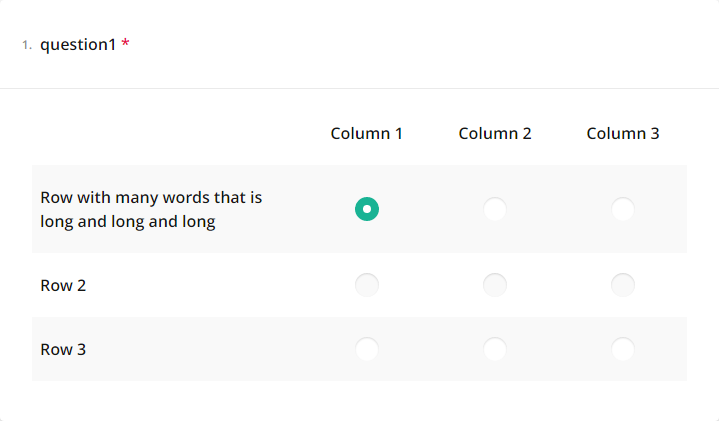 1. question1 *
Column 1 Column 2 Column 3
Row with many words that is
long and long and long
Row 2
Row 3